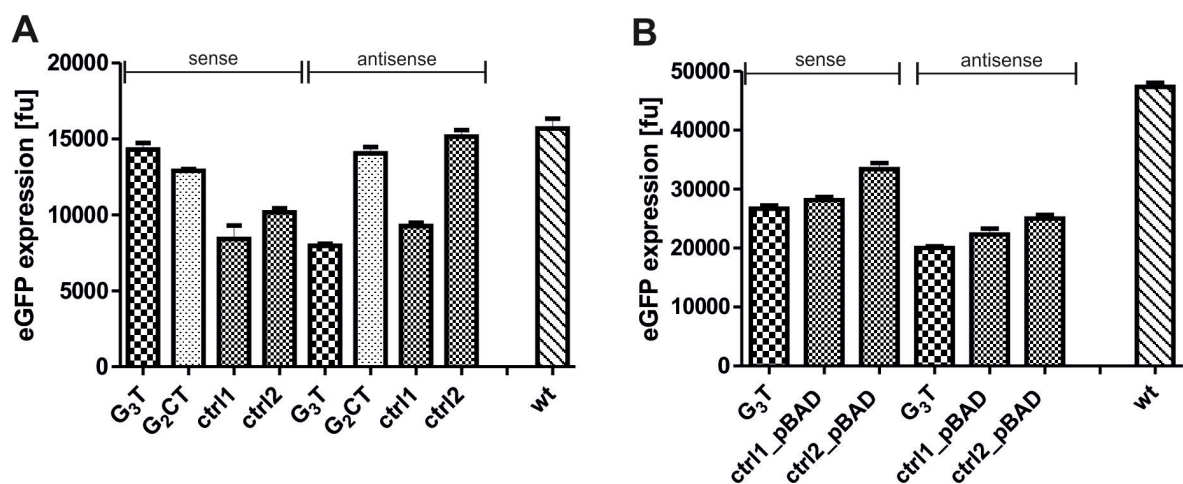 A
sense
antisense
eGFP expression [fu]
20000
15000
10000
5000
0
G₃T
G₂CT
ctrl1
ctrl2
G₃T
G₂CT
ctrl1
ctrl2
wt
B
sense
antisense
eGFP expression [fu]
50000
40000
30000
20000
10000
0
G₃T
ctrl1_pBAD
ctrl2_pBAD
G₃T
ctrl1_pBAD
ctrl2_pBAD
wt